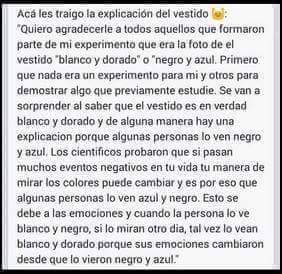 Acá les traigo la explicación del vestido 🐱:
"Quiero agradecerle a todos aquellos que formaron
parte de mi experimento que era la foto de el
vestido "blanco y dorado" o "negro y azul. Primero
que nada era un experimento para mi y otros para
demostrar algo que previamente estudie. Se van a
sorprender al saber que el vestido es en verdad
blanco y dorado y de alguna manera hay una
explicacion porque algunas personas lo ven negro
y azul. Los cientificos probaron que si pasan
muchos eventos negativos en tu vida tu manera de
mirar los colores puede cambiar y es por eso que
algunas personas lo ven azul y negro. Esto se
debe a las emociones y cuando la persona lo ve
blanco y negro, si lo miran otro dia, tal vez lo vean
blanco y dorado porque sus emociones cambiaron
desde que lo vieron negro y azul."